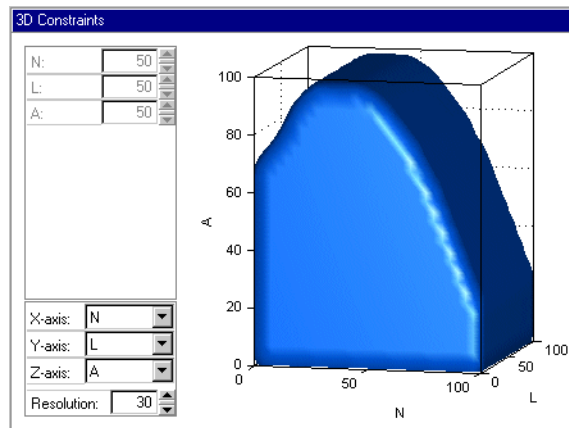 3D Constraints
N: 50
L: 50
A: 50
X-axis: N
Y-axis: L
Z-axis: A
Resolution: 30
100
80
60
40
20
0
A
0
50
100
N
0
50
100
L